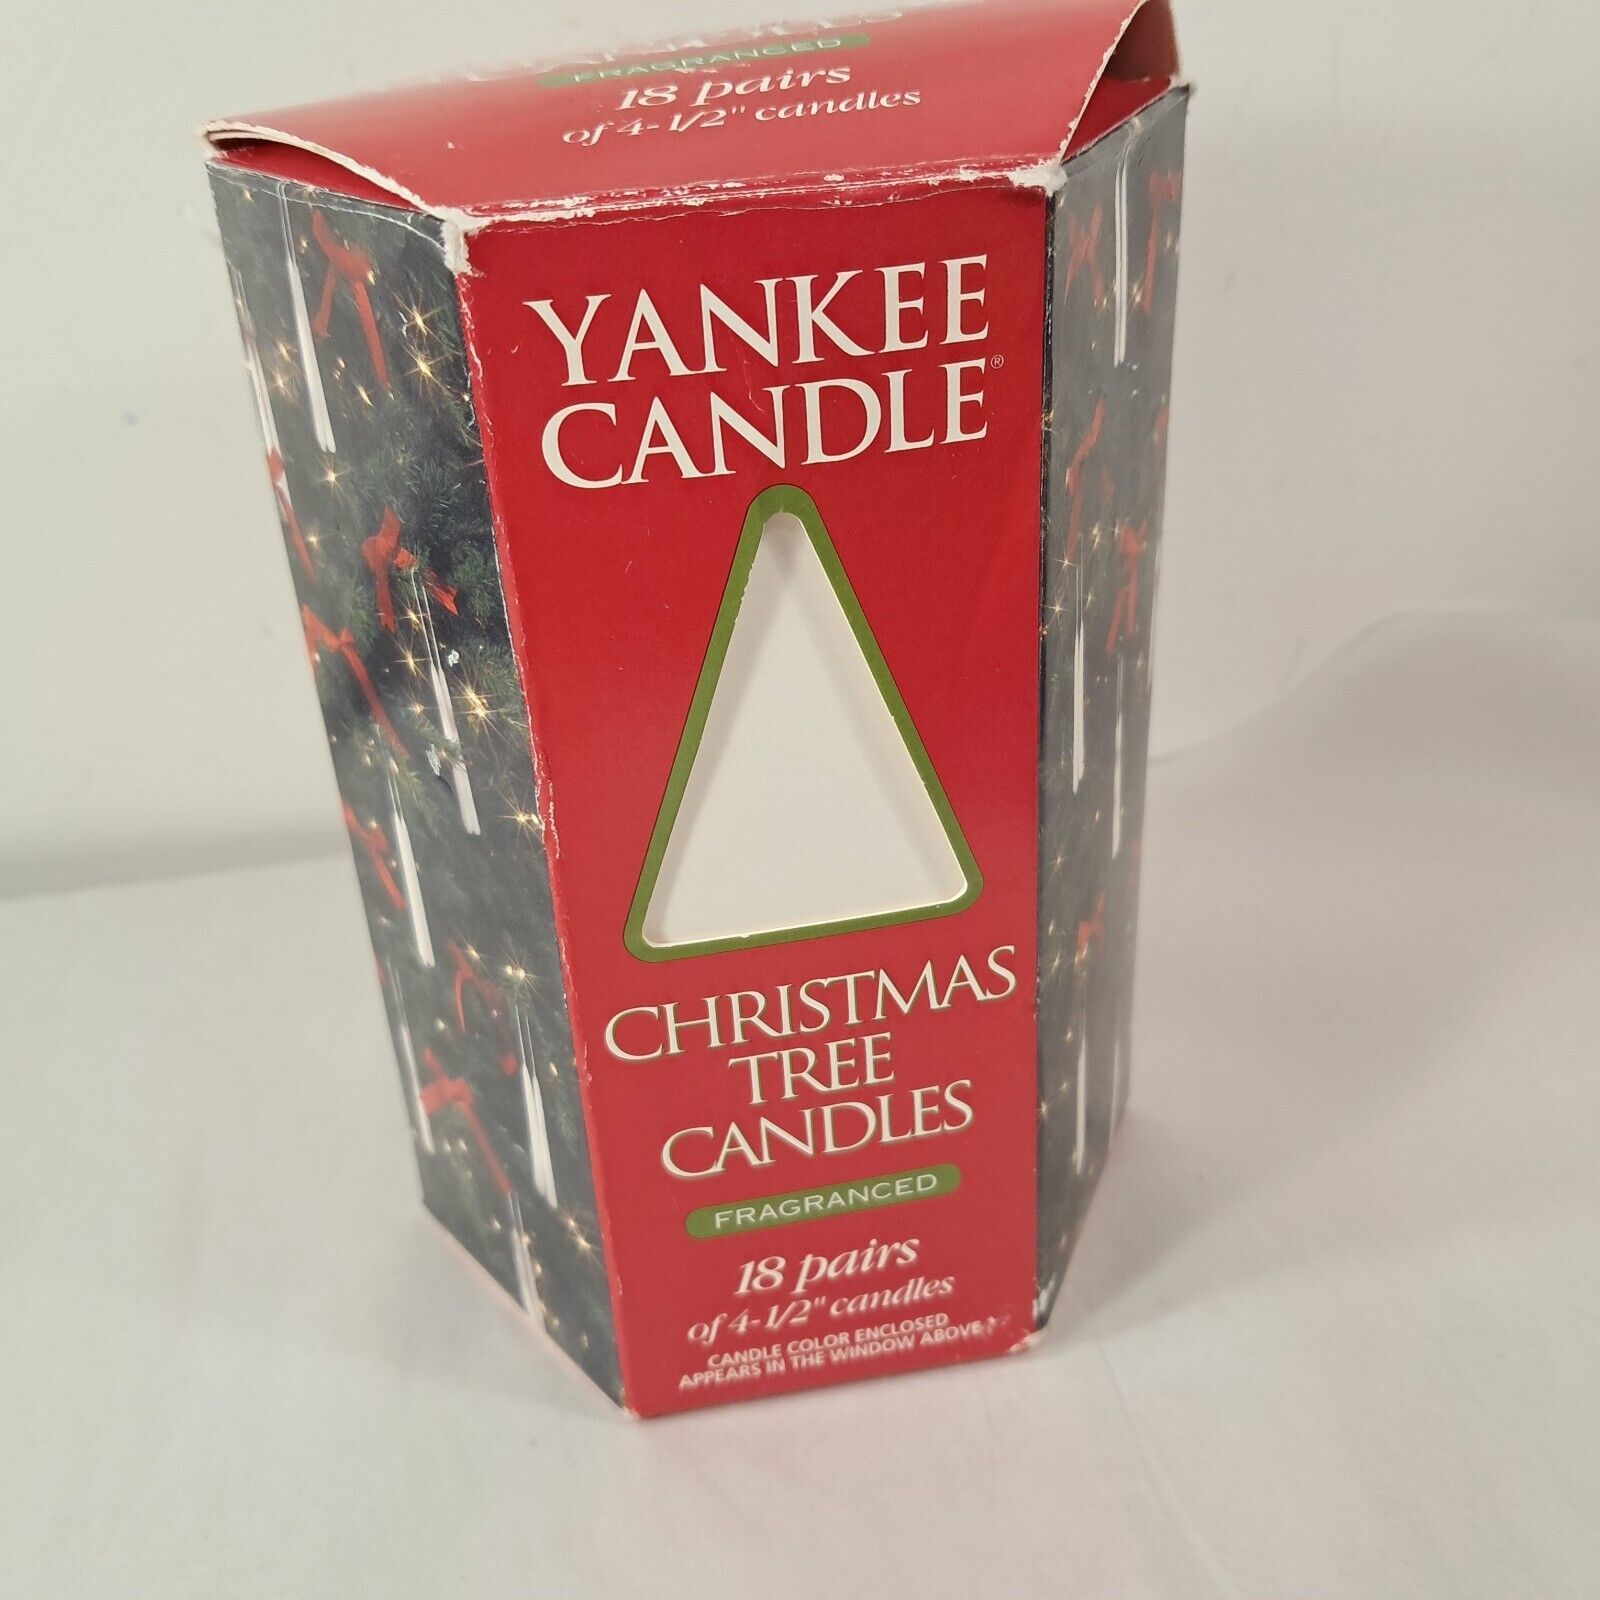 FRAGRANCED
18 pairs
of 4-1/2" candles
YANKEE
CANDLE®
CHRISTMAS
TREE
CANDLES
FRAGRANCED
18 pairs
of 4-1/2" candles
CANDLE COLOR ENCLOSED
APPEARS IN THE WINDOW ABOVE